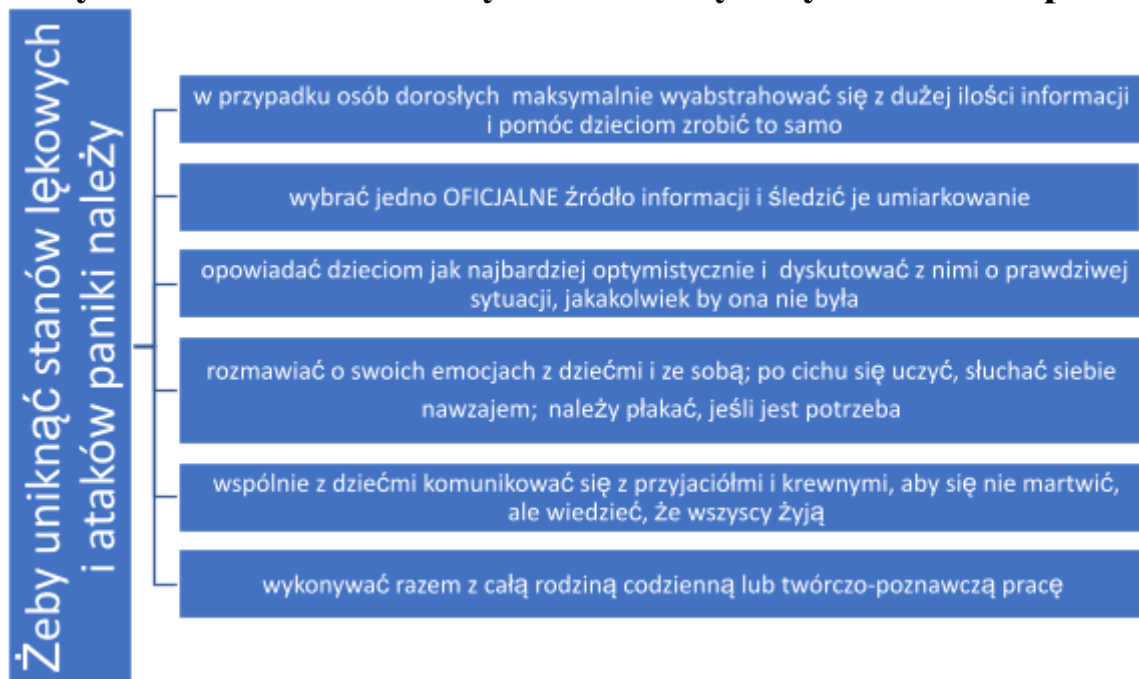 Żeby uniknąć stanów lękowych
i ataków paniki należy
w przypadku osób dorosłych maksymalnie wyabstrahować się z dużej ilości informacji
i pomóc dzieciom zrobić to samo
wybrać jedno OFICJALNE źródło informacji i śledzić je umiarkowanie
opowiadać dzieciom jak najbardziej optymistycznie i dyskutować z nimi o prawdziwej
sytuacji, jakakolwiek by ona nie była
rozmawiać o swoich emocjach z dziećmi i ze sobą; po cichu się uczyć, słuchać siebie
nawzajem; należy płakać, jeśli jest potrzeba
wspólnie z dziećmi komunikować się z przyjaciółmi i krewnymi, aby się nie martwić,
ale wiedzieć, że wszyscy żyją
wykonywać razem z całą rodziną codzienną lub twórczo-poznawczą pracę